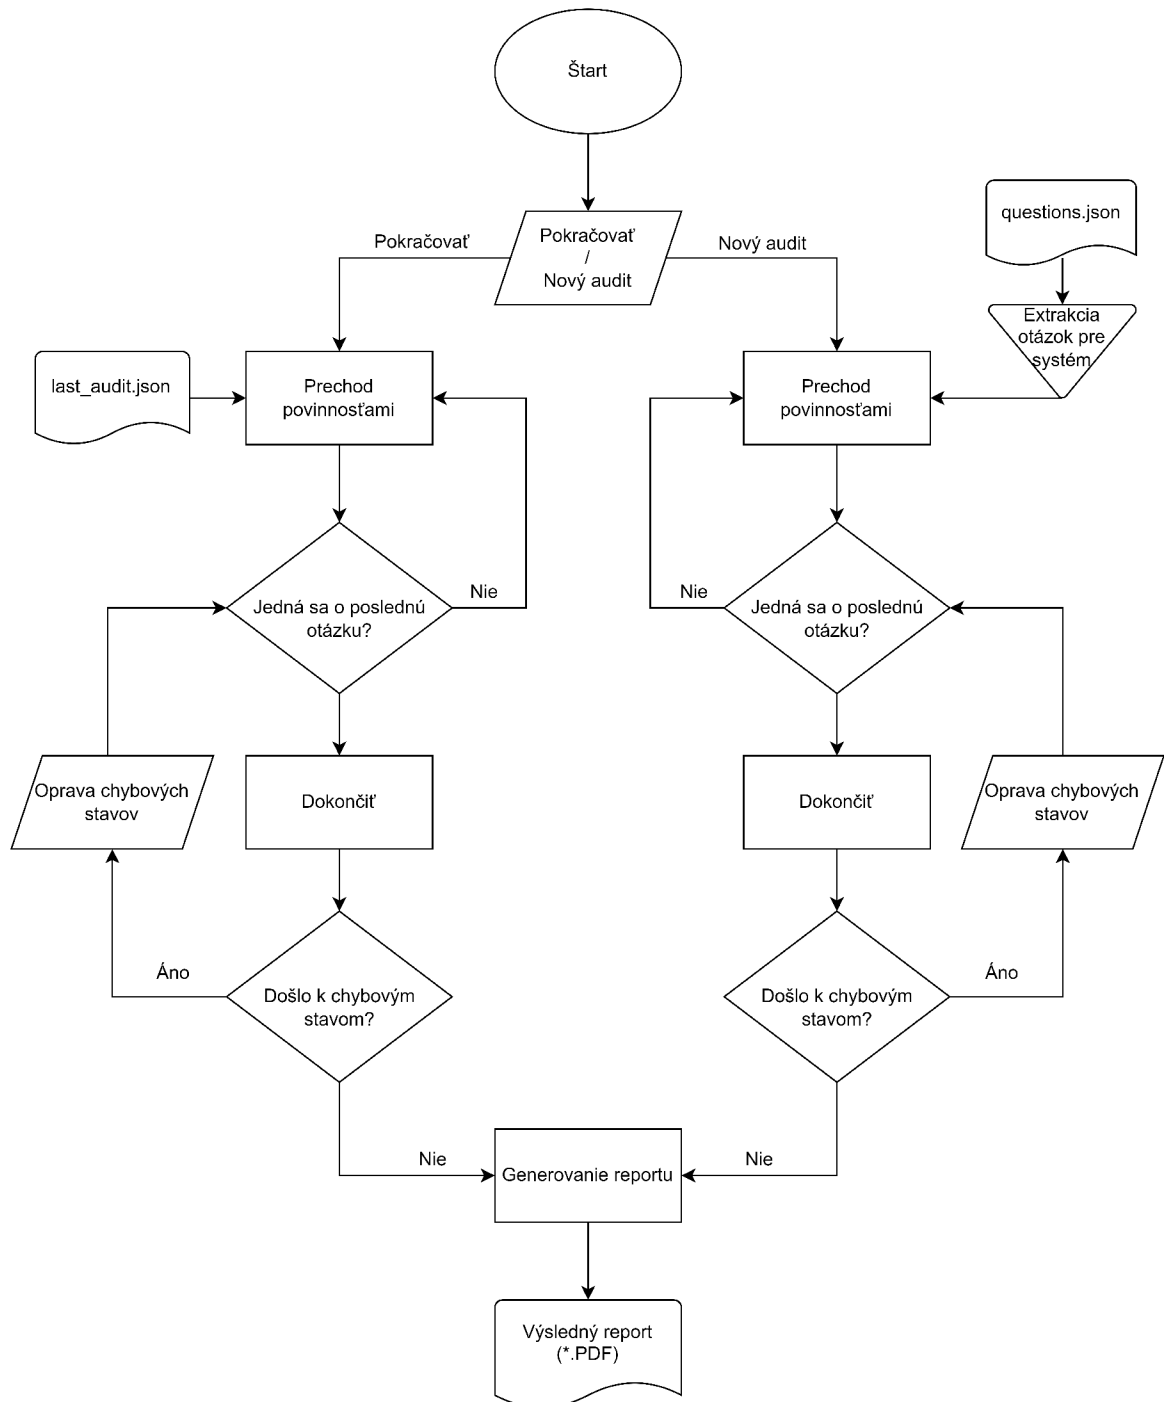 Štart
questions.json
Pokračovať
Pokračovať
/
Nový audit
Nový audit
Extrakcia
otázok pre
systém
last_audit.json
Prechod
povinnosťami
Prechod
povinnosťami
Jedná sa o poslednú
otázku?
Nie
Nie
Jedná sa o poslednú
otázku?
Oprava chybových
stavov
Dokončiť
Dokončiť
Oprava chybových
stavov
Áno
Došlo k chybovým
stavom?
Došlo k chybovým
stavom?
Áno
Nie
Generovanie reportu
Nie
Výsledný report
(*.PDF)